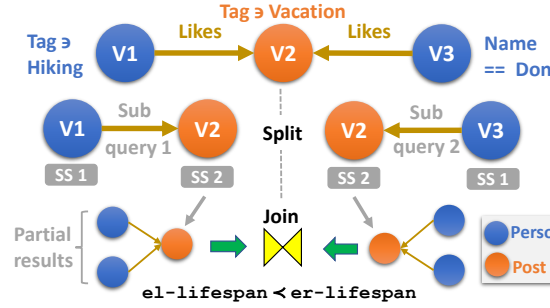 Tag ∍ Vacation
Tag ∍
Hiking
V1
Likes
V2
Likes
V3
Name
== Don
V1
Sub
query 1
V2
Split
V2
Sub
query 2
V3
SS 1
SS 2
SS 2
SS 1
Partial
results
Join
Perso
Post
el-lifespan ≺ er-lifespan